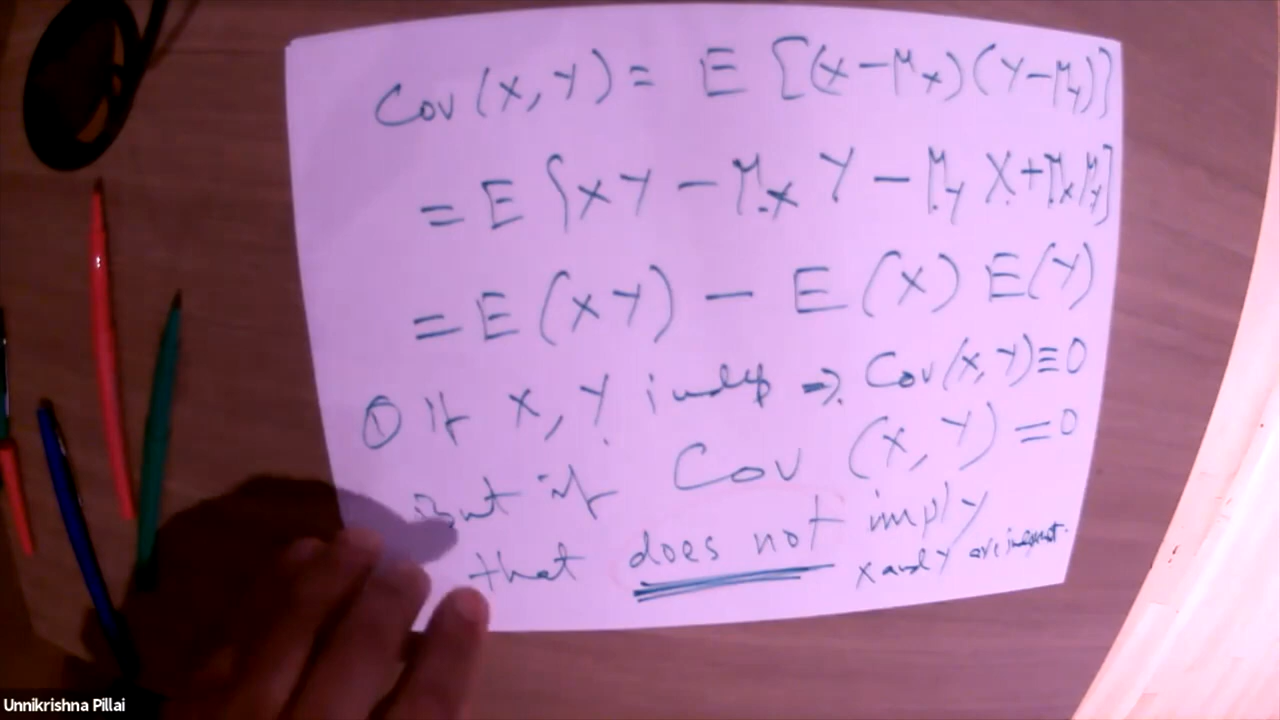 Cov(X, Y) = E [(X - μx) (Y - μy)]
= E [XY - μx Y - μy X + μx μy]
= E (XY) - E (X) E(Y)
① If X, Y indep ⇒ Cov(X, Y) ≡ 0
But if Cov (X, Y) = 0
that does not imply
X and Y are
Unnikrishna Pillai